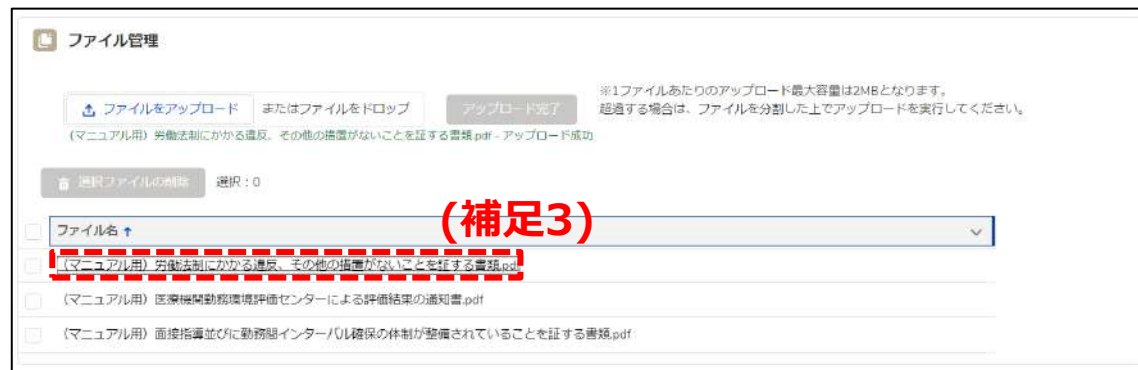 ファイル管理
ファイルをアップロード またはファイルをドロップ アップロード完了
※1ファイルあたりのアップロード最大容量は2MBとなります。
超過する場合は、ファイルを分割した上でアップロードを実行してください。
(マニュアル用) 労働法制にかかる違反、その他の措置がないことを証する書類.pdf - アップロード成功
選択ファイルの削除 選択:0
(補足3)
ファイル名 ↑
(マニュアル用) 労働法制にかかる違反、その他の措置がないことを証する書類.pdf
(マニュアル用) 医療機関勤務環境評価センターによる評価結果の通知書.pdf
(マニュアル用) 面接指導並びに勤務間インターバル確保の体制が整備されていることを証する書類.pdf